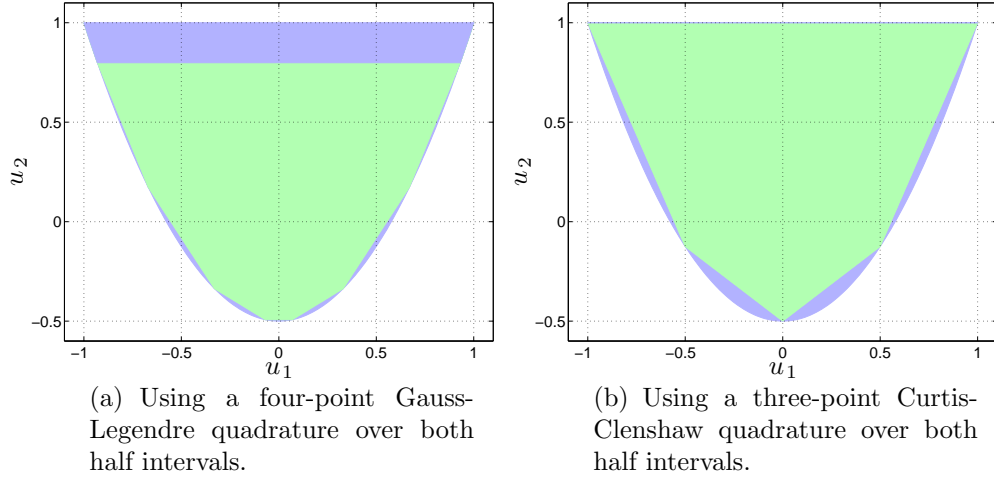 1
0.5
0
−0.5
−1
−0.5
0
0.5
1
u2
u1
(a) Using a four-point Gauss-
Legendre quadrature over both
half intervals.
1
0.5
0
−0.5
−1
−0.5
0
0.5
1
u2
u1
(b) Using a three-point Curtis-
Clenshaw quadrature over both
half intervals.